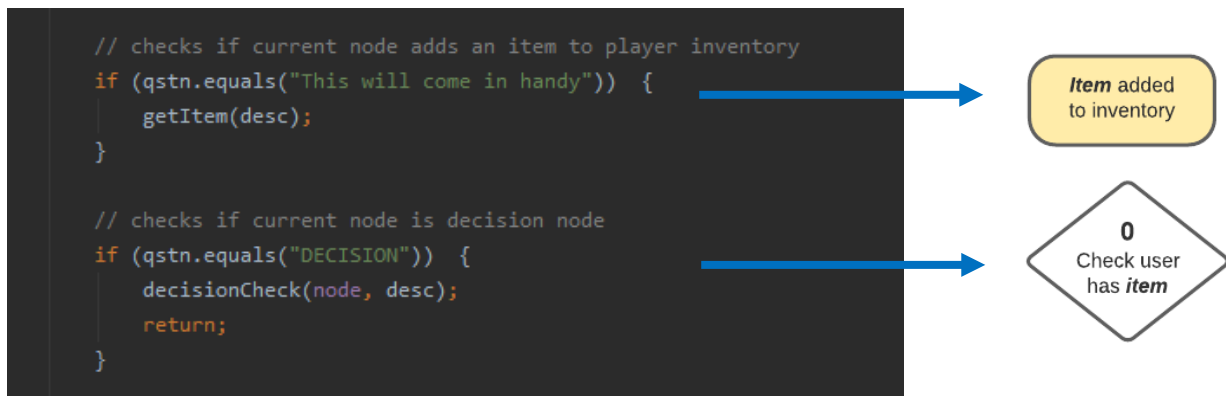 // checks if current node adds an item to player inventory
if (qstn.equals("This will come in handy"))  {
    getItem(desc);
}
// checks if current node is decision node
if (qstn.equals("DECISION"))  {
    decisionCheck(node, desc);
    return;
}
Item added
to inventory
0
Check user
has item